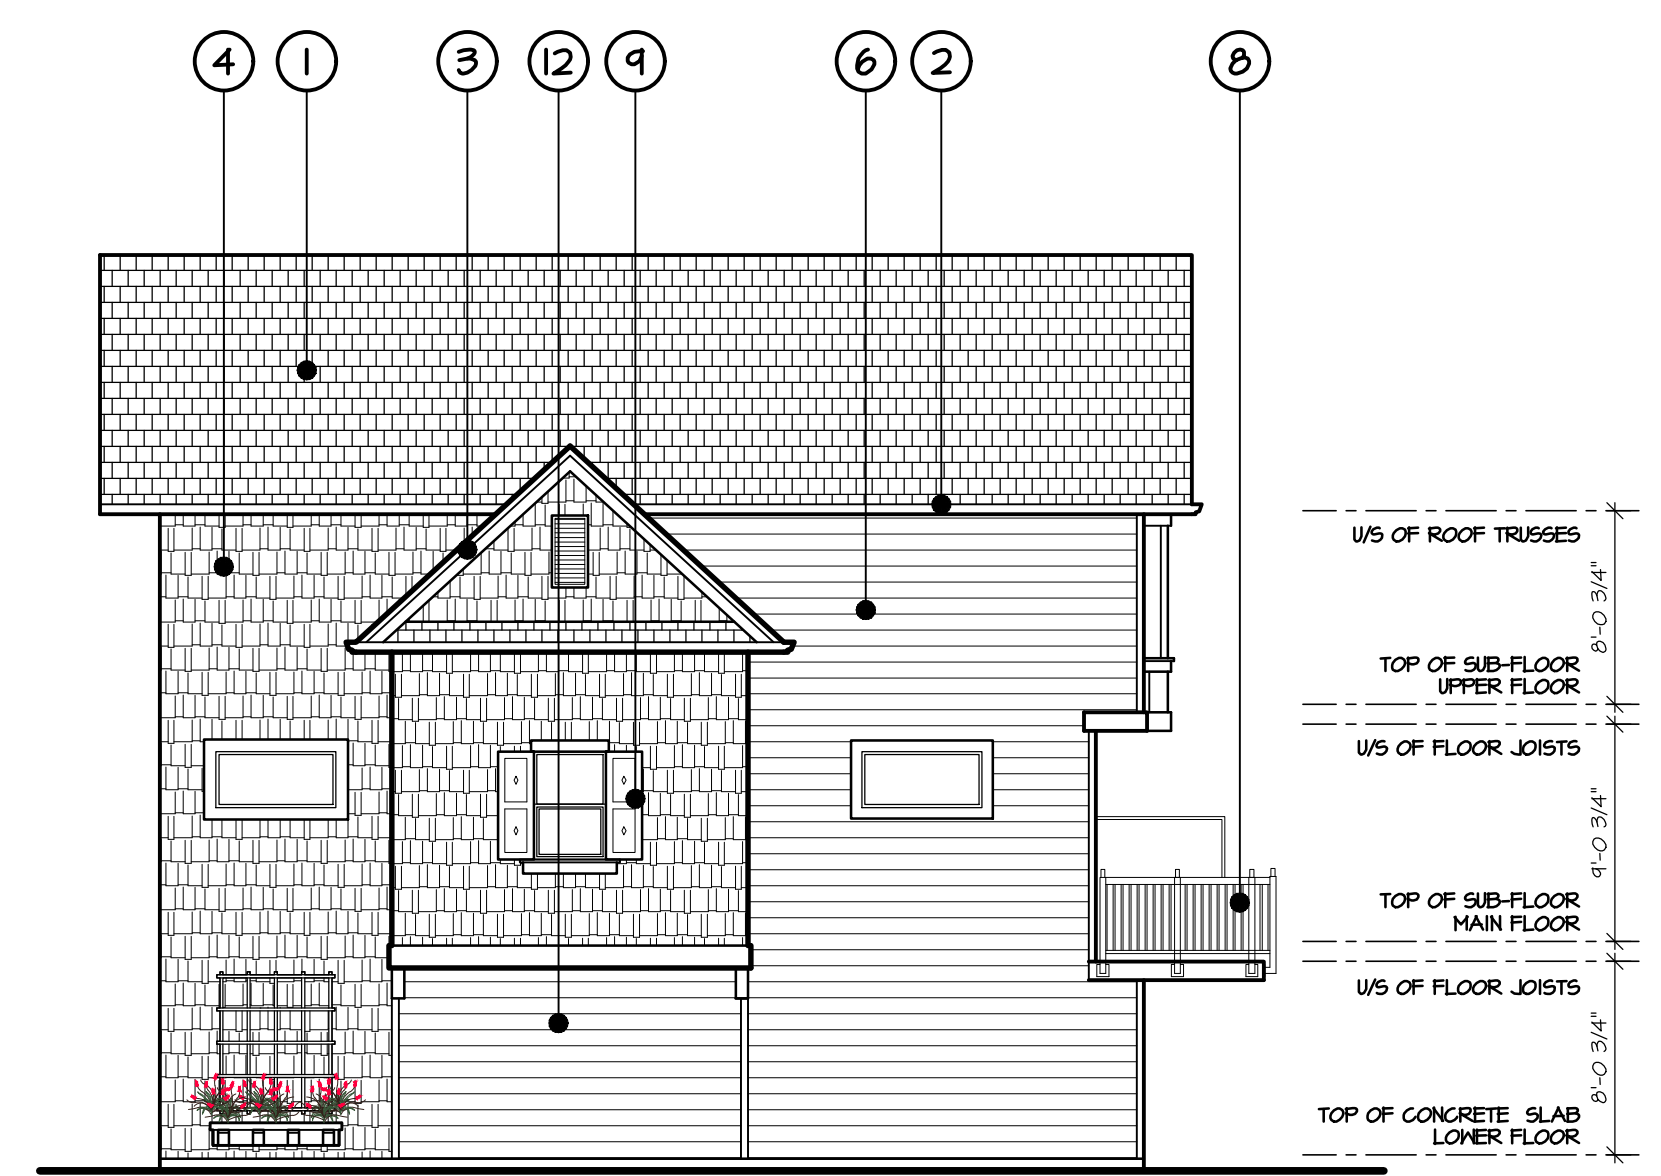 4 1 3 12 9 6 2 8
U/S OF ROOF TRUSSES
8'-0 3/4"
TOP OF SUB-FLOOR
UPPER FLOOR
U/S OF FLOOR JOISTS
9'-0 3/4"
TOP OF SUB-FLOOR
MAIN FLOOR
U/S OF FLOOR JOISTS
8'-0 3/4"
TOP OF CONCRETE SLAB
LOWER FLOOR